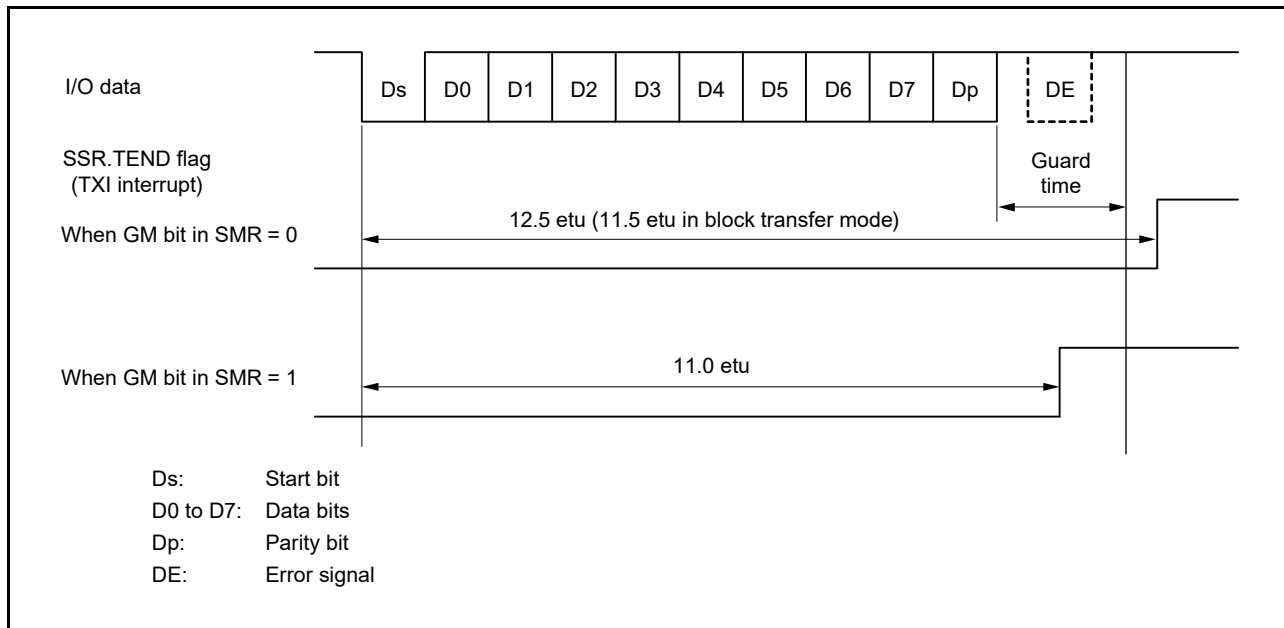 I/O data
Ds D0 D1 D2 D3 D4 D5 D6 D7 Dp DE
SSR.TEND flag
(TXI interrupt)
Guard
time
When GM bit in SMR = 0
12.5 etu (11.5 etu in block transfer mode)
When GM bit in SMR = 1
11.0 etu
Ds: Start bit
D0 to D7: Data bits
Dp: Parity bit
DE: Error signal